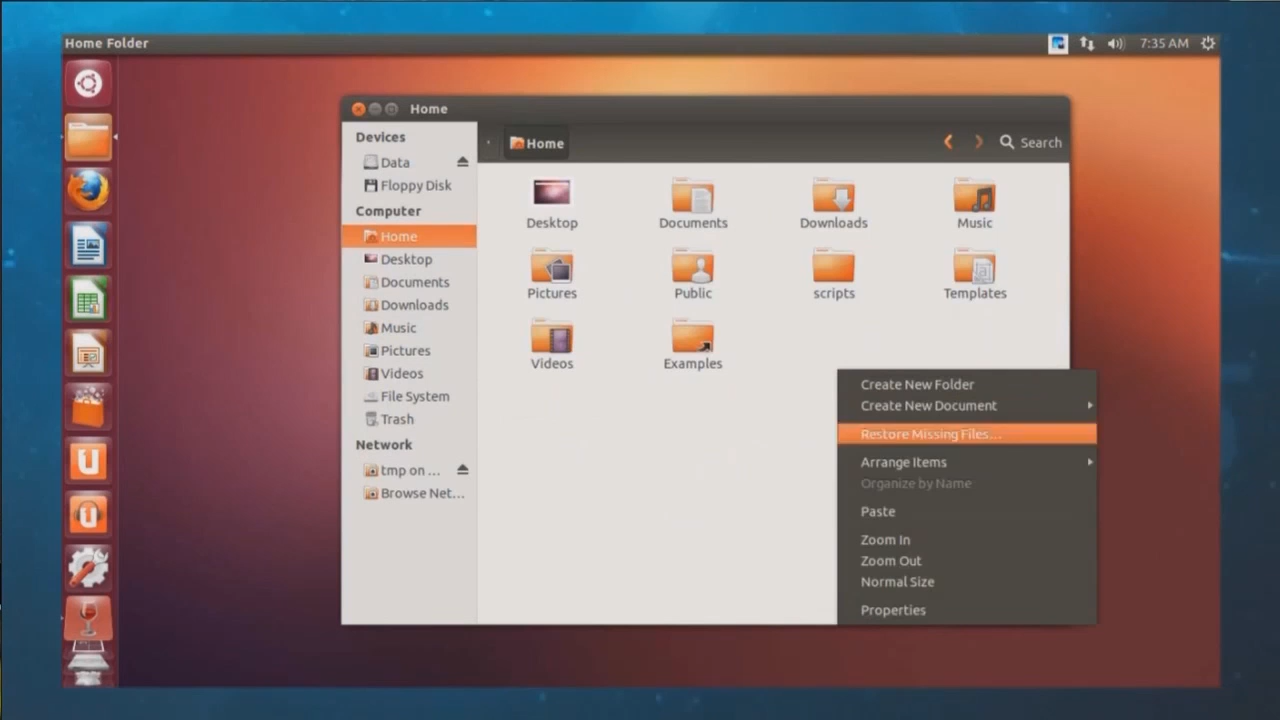 Home Folder
7:35 AM
Home
Devices
Data
Floppy Disk
Computer
Home
Desktop
Documents
Downloads
Music
Pictures
Videos
File System
Trash
Network
tmp on ...
Browse Net...
Home
Search
Desktop
Documents
Downloads
Music
Pictures
Public
scripts
Templates
Videos
Examples
Create New Folder
Create New Document
Restore Missing Files...
Arrange Items
Organize by Name
Paste
Zoom In
Zoom Out
Normal Size
Properties
U
U